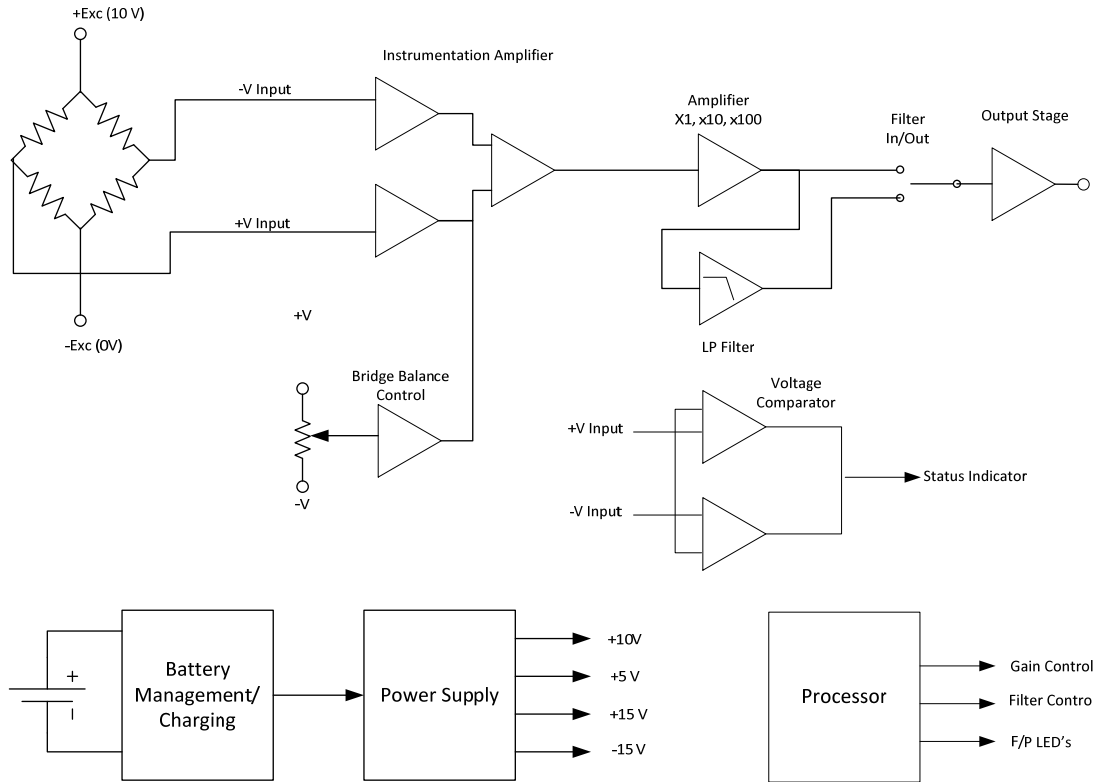 +Exc (10 V)
Instrumentation Amplifier
-V Input
Amplifier
X1, x10, x100
Filter
In/Out
Output Stage
+V Input
+V
-Exc (0V)
LP Filter
Bridge Balance
Control
Voltage
Comparator
+V Input
Status Indicator
-V
-V Input
+10V
Battery
Management/
Charging
+
–
Power Supply
+5 V
+15 V
-15 V
Processor
Gain Control
Filter Contro
F/P LED's